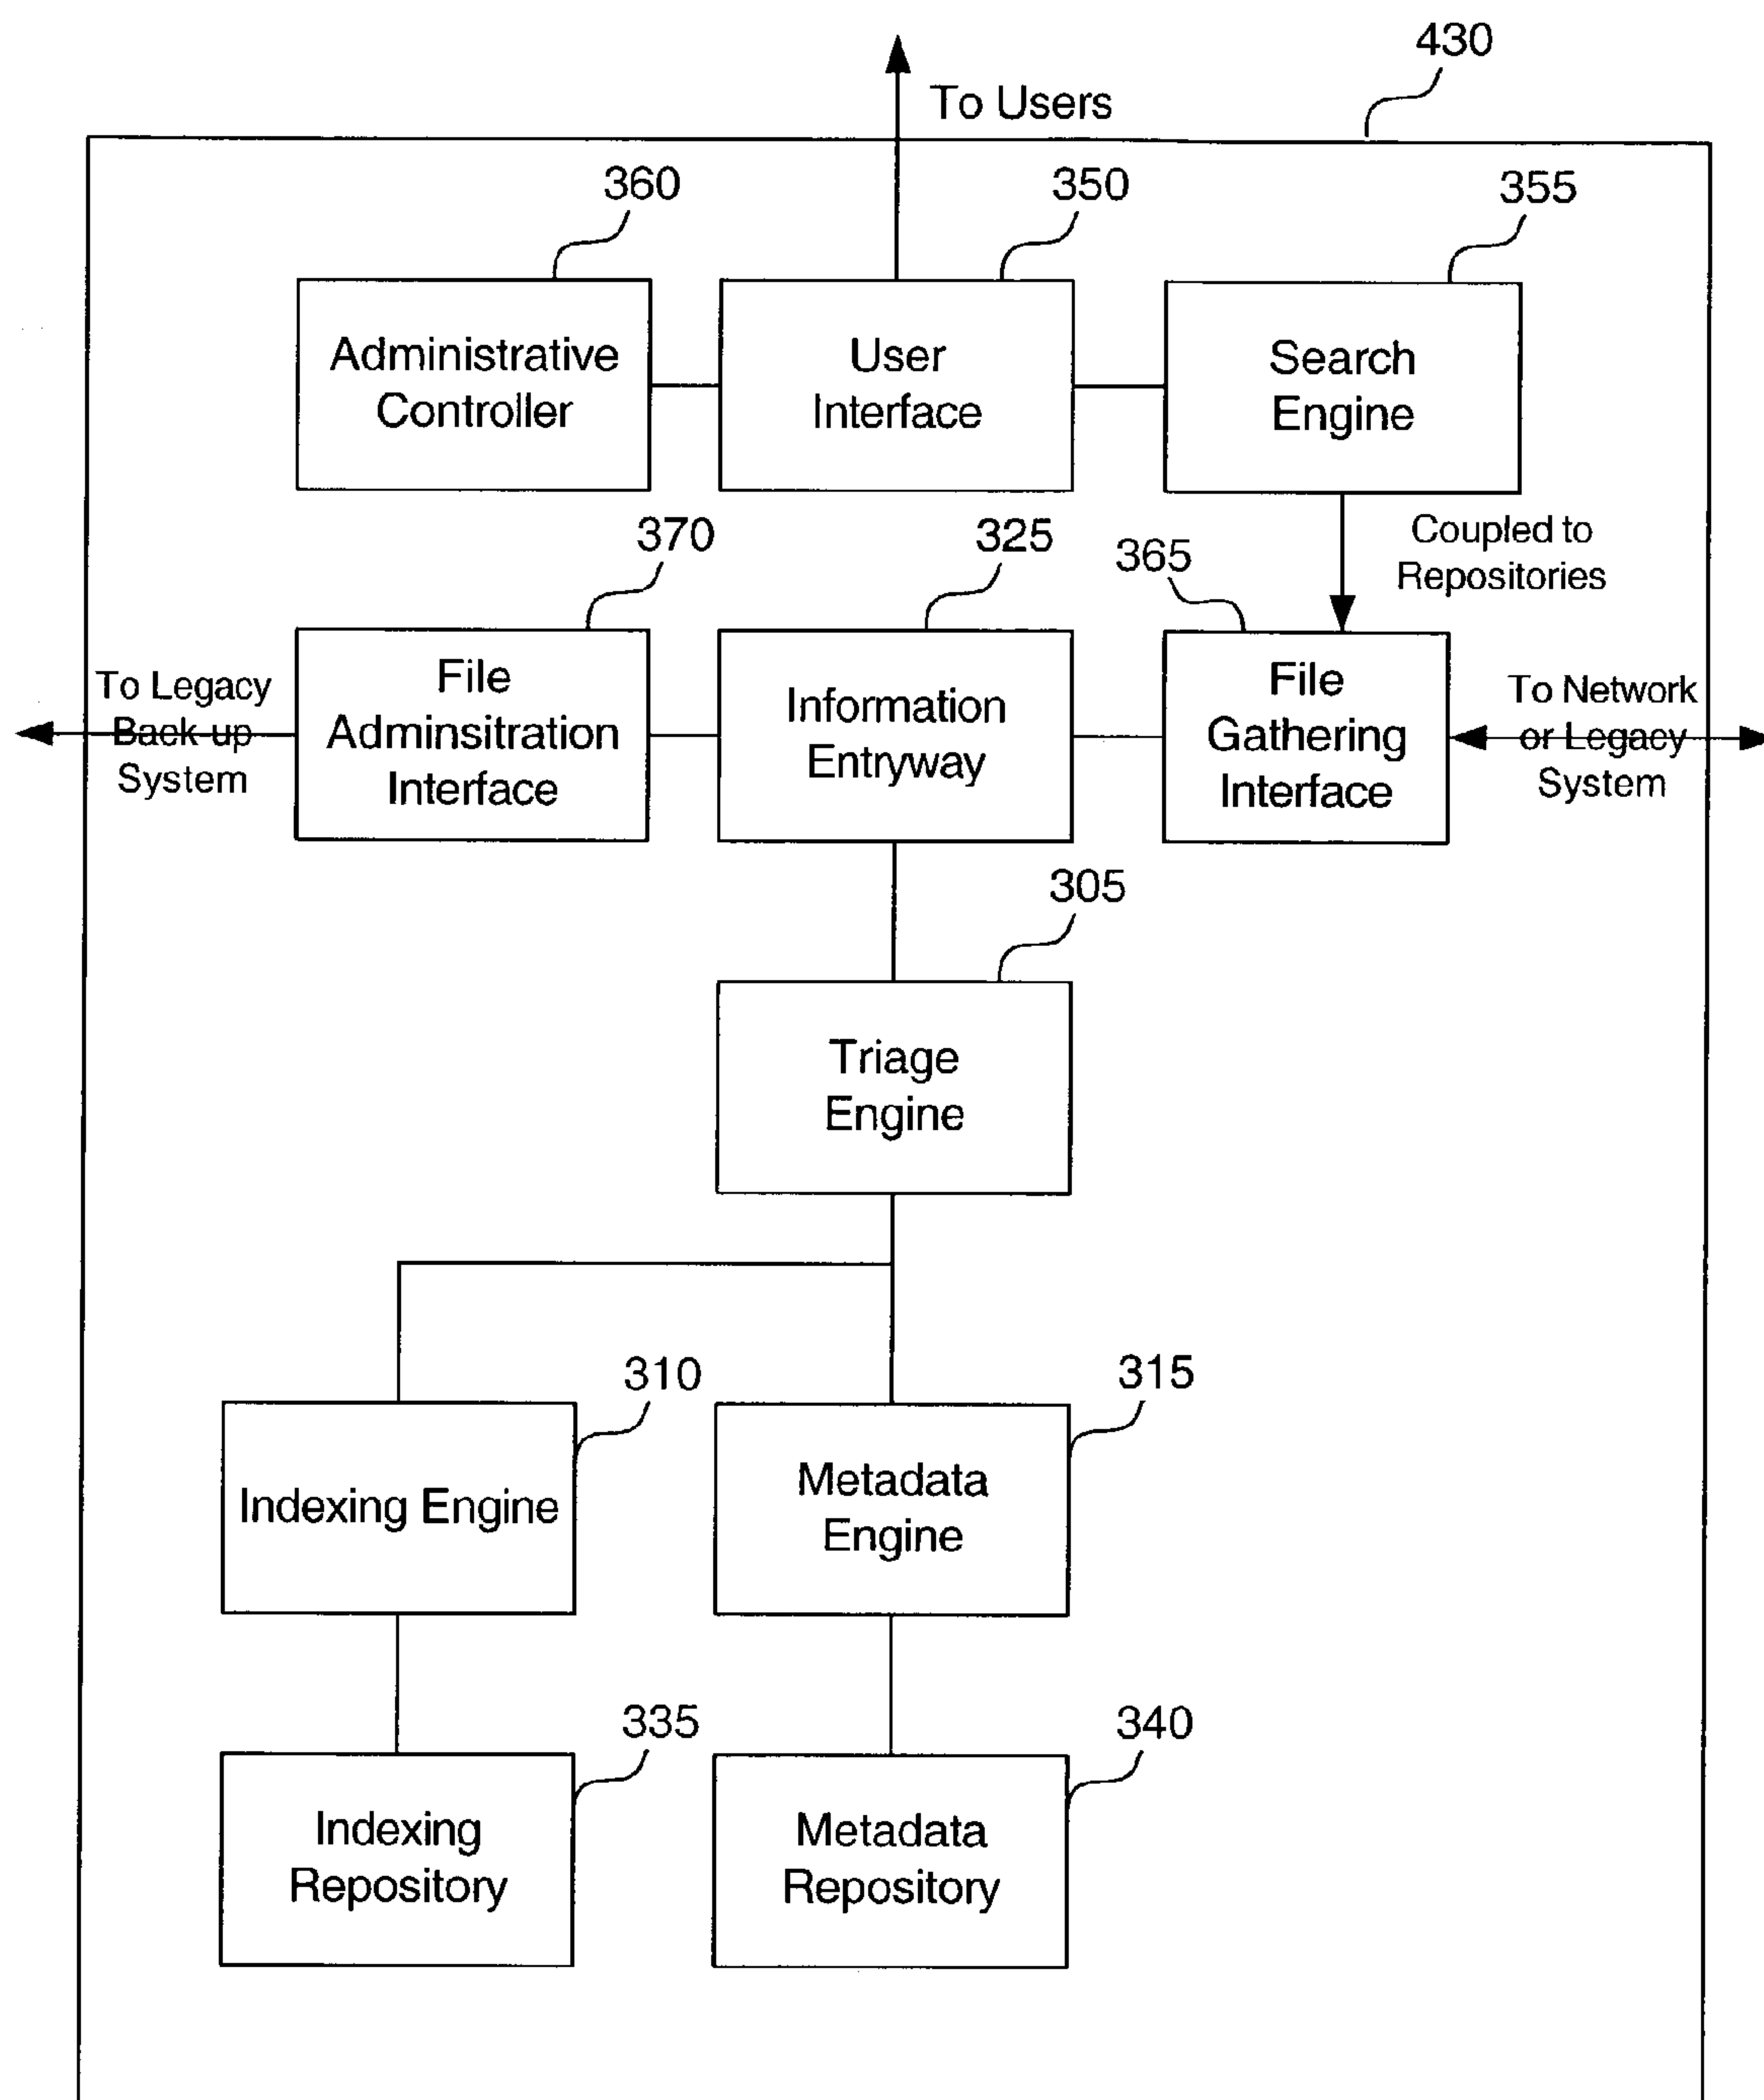 430
To Users
360
350
355
Administrative
Controller
User
Interface
Search
Engine
370
325
365
Coupled to
Repositories
To Legacy
Back-up
System
File
Adminsitration
Interface
Information
Entryway
File
Gathering
Interface
To Network
or Legacy
System
305
Triage
Engine
310
315
Indexing Engine
Metadata
Engine
335
340
Indexing
Repository
Metadata
Repository